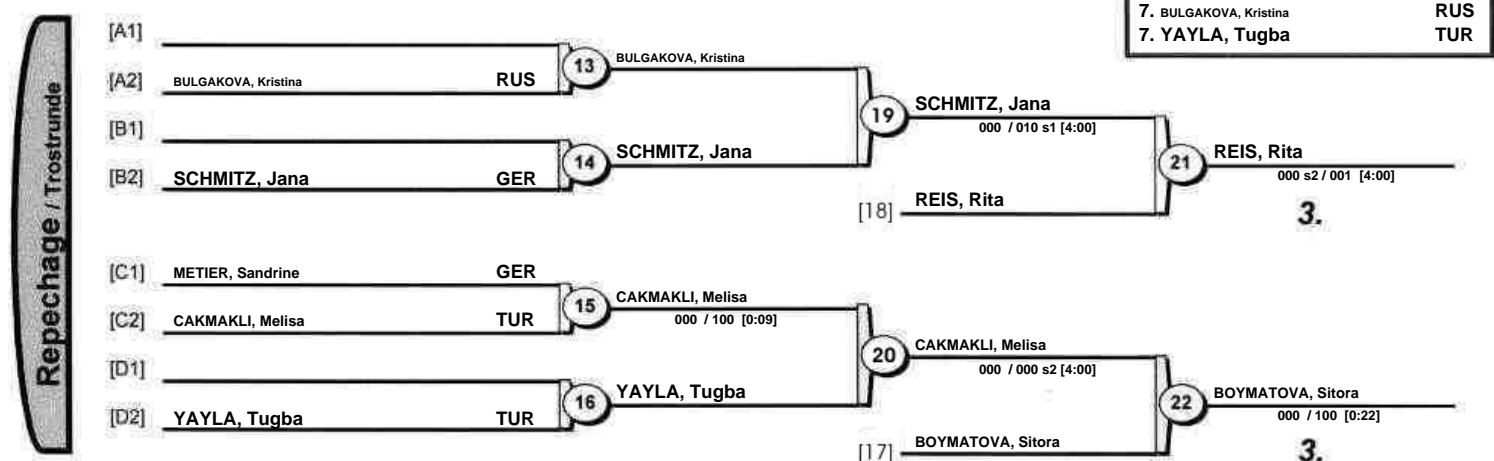 7. BULGAKOVA, Kristina RUS
7. YAYLA, Tugba TUR
Repechage / Trostrunde
[A1]
[A2] BULGAKOVA, Kristina RUS
13 BULGAKOVA, Kristina
[B1]
[B2] SCHMITZ, Jana GER
14 SCHMITZ, Jana
19 SCHMITZ, Jana
000 / 010 s1 [4:00]
[18] REIS, Rita
21 REIS, Rita
000 s2 / 001 [4:00]
3.
[C1] METIER, Sandrine GER
[C2] CAKMAKLI, Melisa TUR
15 CAKMAKLI, Melisa
000 / 100 [0:09]
[D1]
[D2] YAYLA, Tugba TUR
16 YAYLA, Tugba
20 CAKMAKLI, Melisa
000 / 000 s2 [4:00]
[17] BOYMATOVA, Sitora
22 BOYMATOVA, Sitora
000 / 100 [0:22]
3.